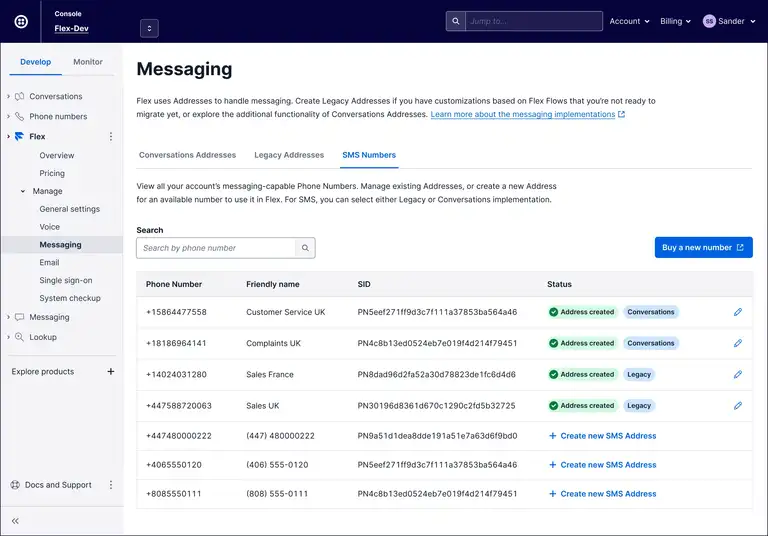 Console
Flex-Dev
Jump to...
Account
Billing
SS
Sander
Develop
Monitor
Conversations
Phone numbers
Flex
Overview
Pricing
Manage
General settings
Voice
Messaging
Email
Single sign-on
System checkup
Messaging
Lookup
Explore products
Docs and Support
Messaging
Flex uses Addresses to handle messaging. Create Legacy Addresses if you have customizations based on Flex Flows that you're not ready to
migrate yet, or explore the additional functionality of Conversations Addresses. Learn more about the messaging implementations
Conversations Addresses Legacy Addresses SMS Numbers
View all your account's messaging-capable Phone Numbers. Manage existing Addresses, or create a new Address
for an available number to use it in Flex. For SMS, you can select either Legacy or Conversations implementation.
Search
Search by phone number
Buy a new number
Phone Number Friendly name SID Status
+15864477558 Customer Service UK PN5eef271ff9d3c7f111a37853ba564a46 Address created Conversations
+18186964141 Complaints UK PN4c8b13ed0524eb7e019f4d214f79451 Address created Conversations
+14024031280 Sales France PN8dad96d2fa52a30d78823de1fc6d4d6 Address created Legacy
+447588720063 Sales UK PN30196d8361d670c1290c2fd5b32725 Address created Legacy
+447480000222 (447) 480000222 PN9a51d1dea8dde191a51e7a63d6f9bd0 Create new SMS Address
+4065550120 (406) 555-0120 PN5eef271ff9d3c7f111a37853ba564a46 Create new SMS Address
+8085550111 (808) 555-0111 PN4c8b13ed0524eb7e019f4d214f79451 Create new SMS Address